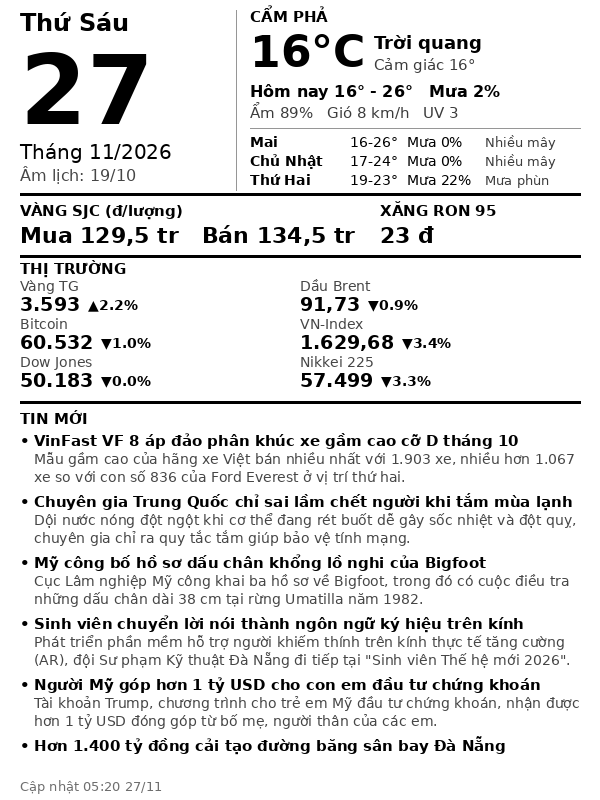 Thứ Sáu
27
Tháng 11/2026
Âm lịch: 19/10
CẨM PHẢ
16°C Trời quang
Cảm giác 16°
Hôm nay 16° - 26° Mưa 2%
Ẩm 89% Gió 8 km/h UV 3
Mai 16-26° Mưa 0% Nhiều mây
Chủ Nhật 17-24° Mưa 0% Nhiều mây
Thứ Hai 19-23° Mưa 22% Mưa phùn
VÀNG SJC (đ/lượng)
Mua 129,5 tr Bán 134,5 tr
XĂNG RON 95
23 đ
THỊ TRƯỜNG
Vàng TG
3.593 ▲2.2%
Dầu Brent
91,73 ▼0.9%
Bitcoin
60.532 ▼1.0%
VN-Index
1.629,68 ▼3.4%
Dow Jones
50.183 ▼0.0%
Nikkei 225
57.499 ▼3.3%
TIN MỚI
• VinFast VF 8 áp đảo phân khúc xe gầm cao cỡ D tháng 10
Mẫu gầm cao của hãng xe Việt bán nhiều nhất với 1.903 xe, nhiều hơn 1.067
xe so với con số 836 của Ford Everest ở vị trí thứ hai.
• Chuyên gia Trung Quốc chỉ sai lầm chết người khi tắm mùa lạnh
Dội nước nóng đột ngột khi cơ thể đang rét buốt dễ gây sốc nhiệt và đột quỵ,
chuyên gia chỉ ra quy tắc tắm giúp bảo vệ tính mạng.
• Mỹ công bố hồ sơ dấu chân khổng lồ nghi của Bigfoot
Cục Lâm nghiệp Mỹ công khai ba hồ sơ về Bigfoot, trong đó có cuộc điều tra
những dấu chân dài 38 cm tại rừng Umatilla năm 1982.
• Sinh viên chuyển lời nói thành ngôn ngữ ký hiệu trên kính
Phát triển phần mềm hỗ trợ người khiếm thính trên kính thực tế tăng cường
(AR), đội Sư phạm Kỹ thuật Đà Nẵng đi tiếp tại "Sinh viên Thế hệ mới 2026".
• Người Mỹ góp hơn 1 tỷ USD cho con em đầu tư chứng khoán
Tài khoản Trump, chương trình cho trẻ em Mỹ đầu tư chứng khoán, nhận được
hơn 1 tỷ USD đóng góp từ bố mẹ, người thân của các em.
• Hơn 1.400 tỷ đồng cải tạo đường băng sân bay Đà Nẵng
Cập nhật 05:20 27/11